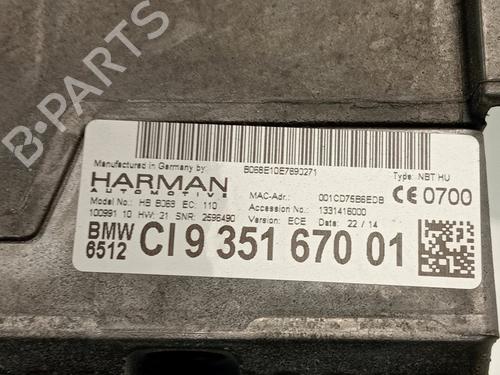 B-PARTS
B068E10E7890271
Manufactured in Germany by:
Type: NBT HU
HARMAN
AUTOMOTIVE
MAC-Adr.: 001CD75B6EDB
CE 0700
Model No.: HB B068 EC: 110
Accession No.: 1331416000
100991 10 HW: 21 SNR: 2596490
Version: ECE Date: 22 / 14
BMW
6512
CI 9 351 670 01